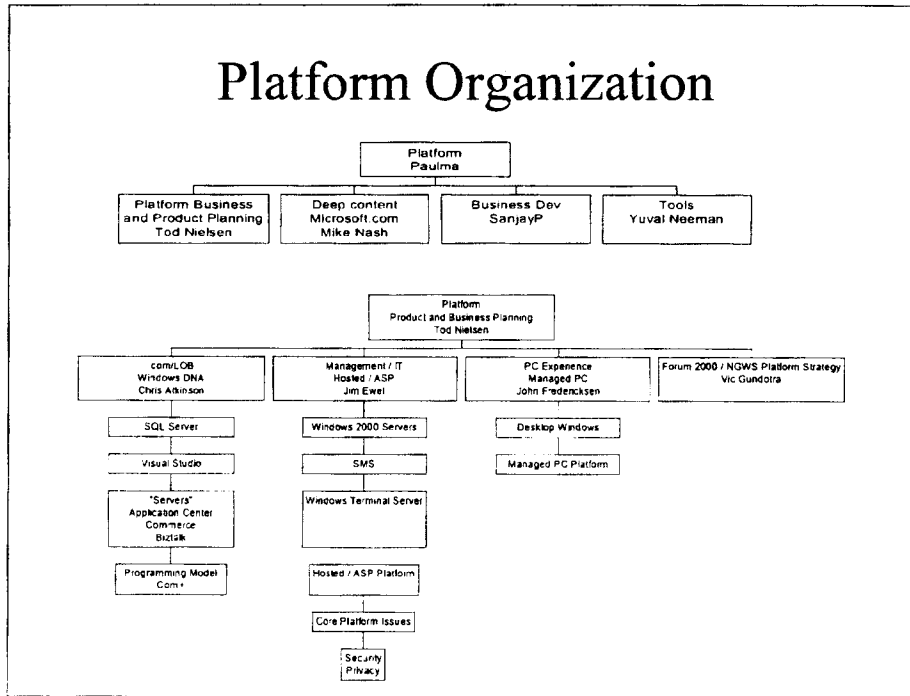 Platform Organization
Platform
Paulma
Platform Business
and Product Planning
Tod Nielsen
Deep content
Microsoft.com
Mike Nash
Business Dev
SanjayP
Tools
Yuval Neeman
Platform
Product and Business Planning
Tod Nielsen
com/LOB
Windows DNA
Chris Atkinson
Management / IT
Hosted / ASP
Jim Ewel
PC Experience
Managed PC
John Fredericksen
Forum 2000 / NGWS Platform Strategy
Vic Gundotra
SQL Server
Windows 2000 Servers
Desktop Windows
Visual Studio
SMS
Managed PC Platform
"Servers"
Application Center
Commerce
Biztalk
Windows Terminal Server
Programming Model
Com+
Hosted / ASP Platform
Core Platform Issues
Security
Privacy